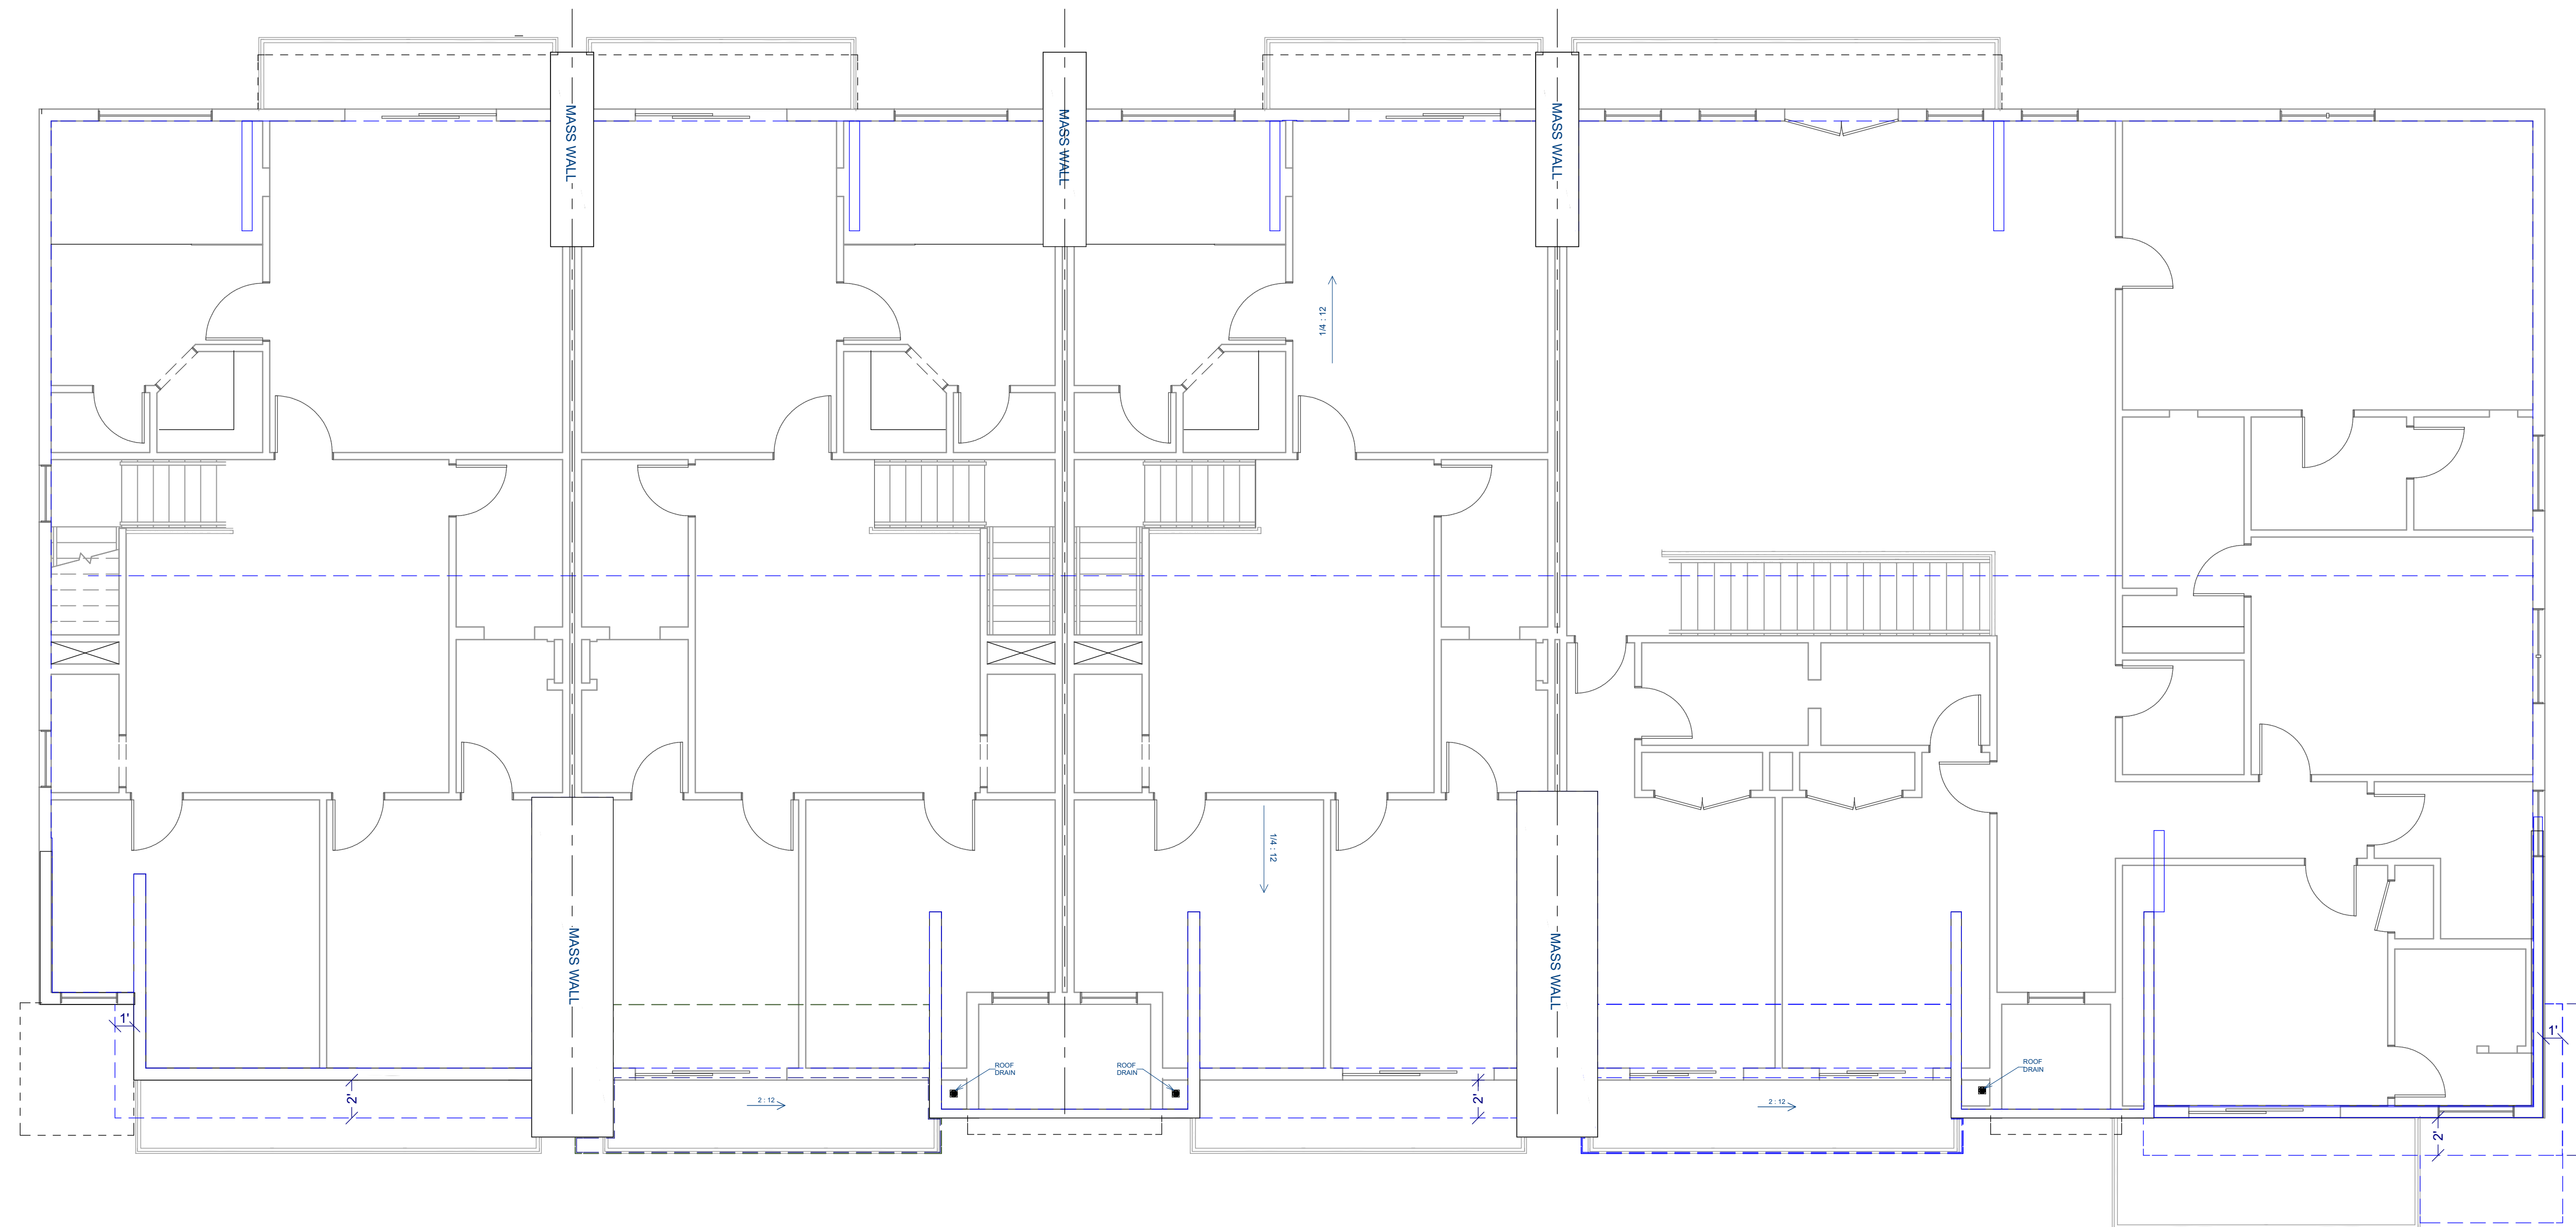 MASS WALL
MASS WALL
MASS WALL
1/4 : 12
1/4 : 12
MASS WALL
MASS WALL
1'
1'
ROOF
DRAIN
ROOF
DRAIN
ROOF
DRAIN
2'
2 : 12
2'
2 : 12
2'